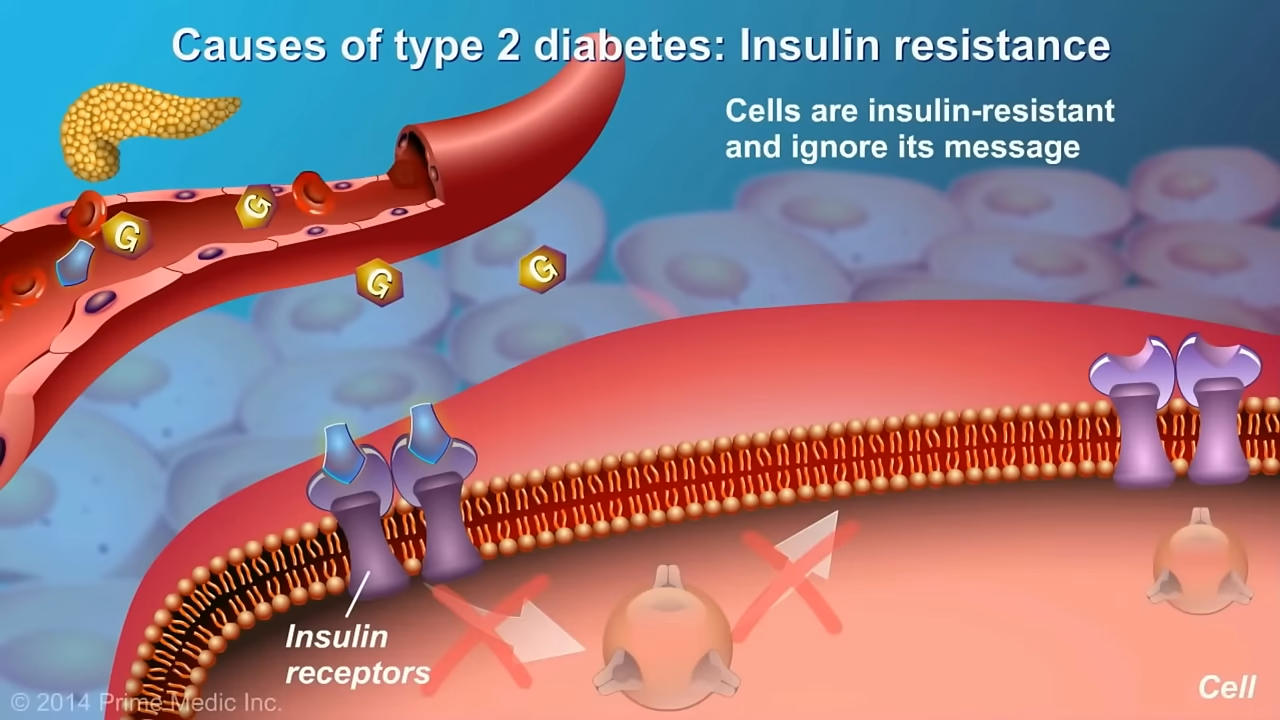 Causes of type 2 diabetes: Insulin resistance
Cells are insulin-resistant
and ignore its message
G
G
G
G
Insulin
receptors
Cell
© 2014 Prime Medic Inc.